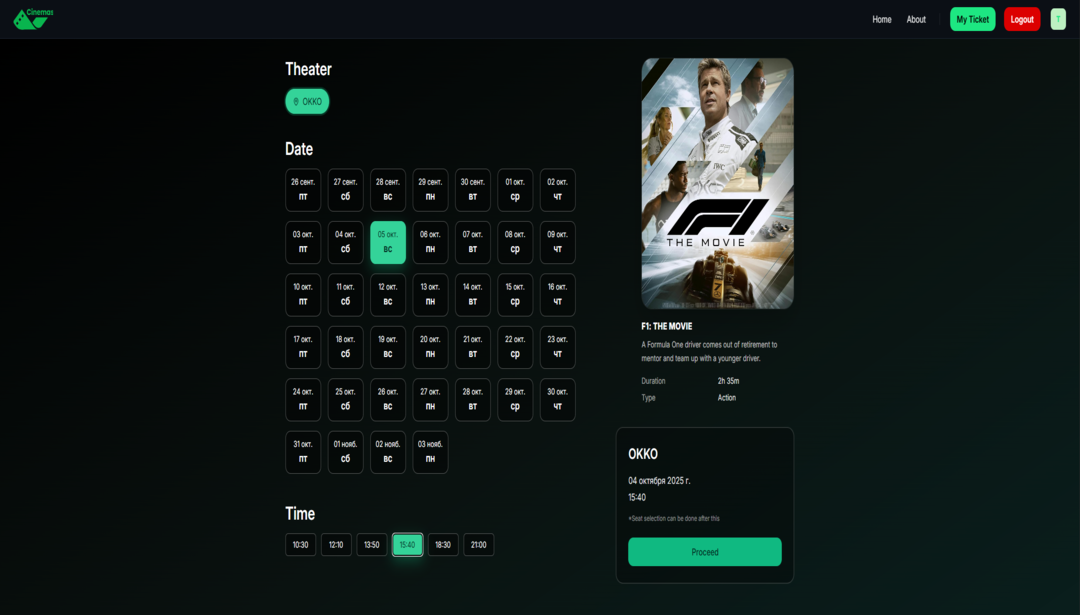 Cinemas
Home
About
My Ticket
Logout
T
Theater
OKKO
Date
26 сент. 27 сент. 28 сент. 29 сент. 30 сент. 01 окт. 02 окт.
пт сб вс пн вт ср чт
03 окт. 04 окт. 05 окт. 06 окт. 07 окт. 08 окт. 09 окт.
пт сб вс пн вт ср чт
10 окт. 11 окт. 12 окт. 13 окт. 14 окт. 15 окт. 16 окт.
пт сб вс пн вт ср чт
17 окт. 18 окт. 19 окт. 20 окт. 21 окт. 22 окт. 23 окт.
пт сб вс пн вт ср чт
24 окт. 25 окт. 26 окт. 27 окт. 28 окт. 29 окт. 30 окт.
пт сб вс пн вт ср чт
31 окт. 01 нояб. 02 нояб. 03 нояб.
пт сб вс пн
Time
10:30 12:10 13:50 15:40 18:30 21:00
F1
THE MOVIE
F1: THE MOVIE
A Formula One driver comes out of retirement to
mentor and team up with a younger driver.
Duration 2h 35m
Type Action
OKKO
04 октября 2025 г.
15:40
*Seat selection can be done after this
Proceed